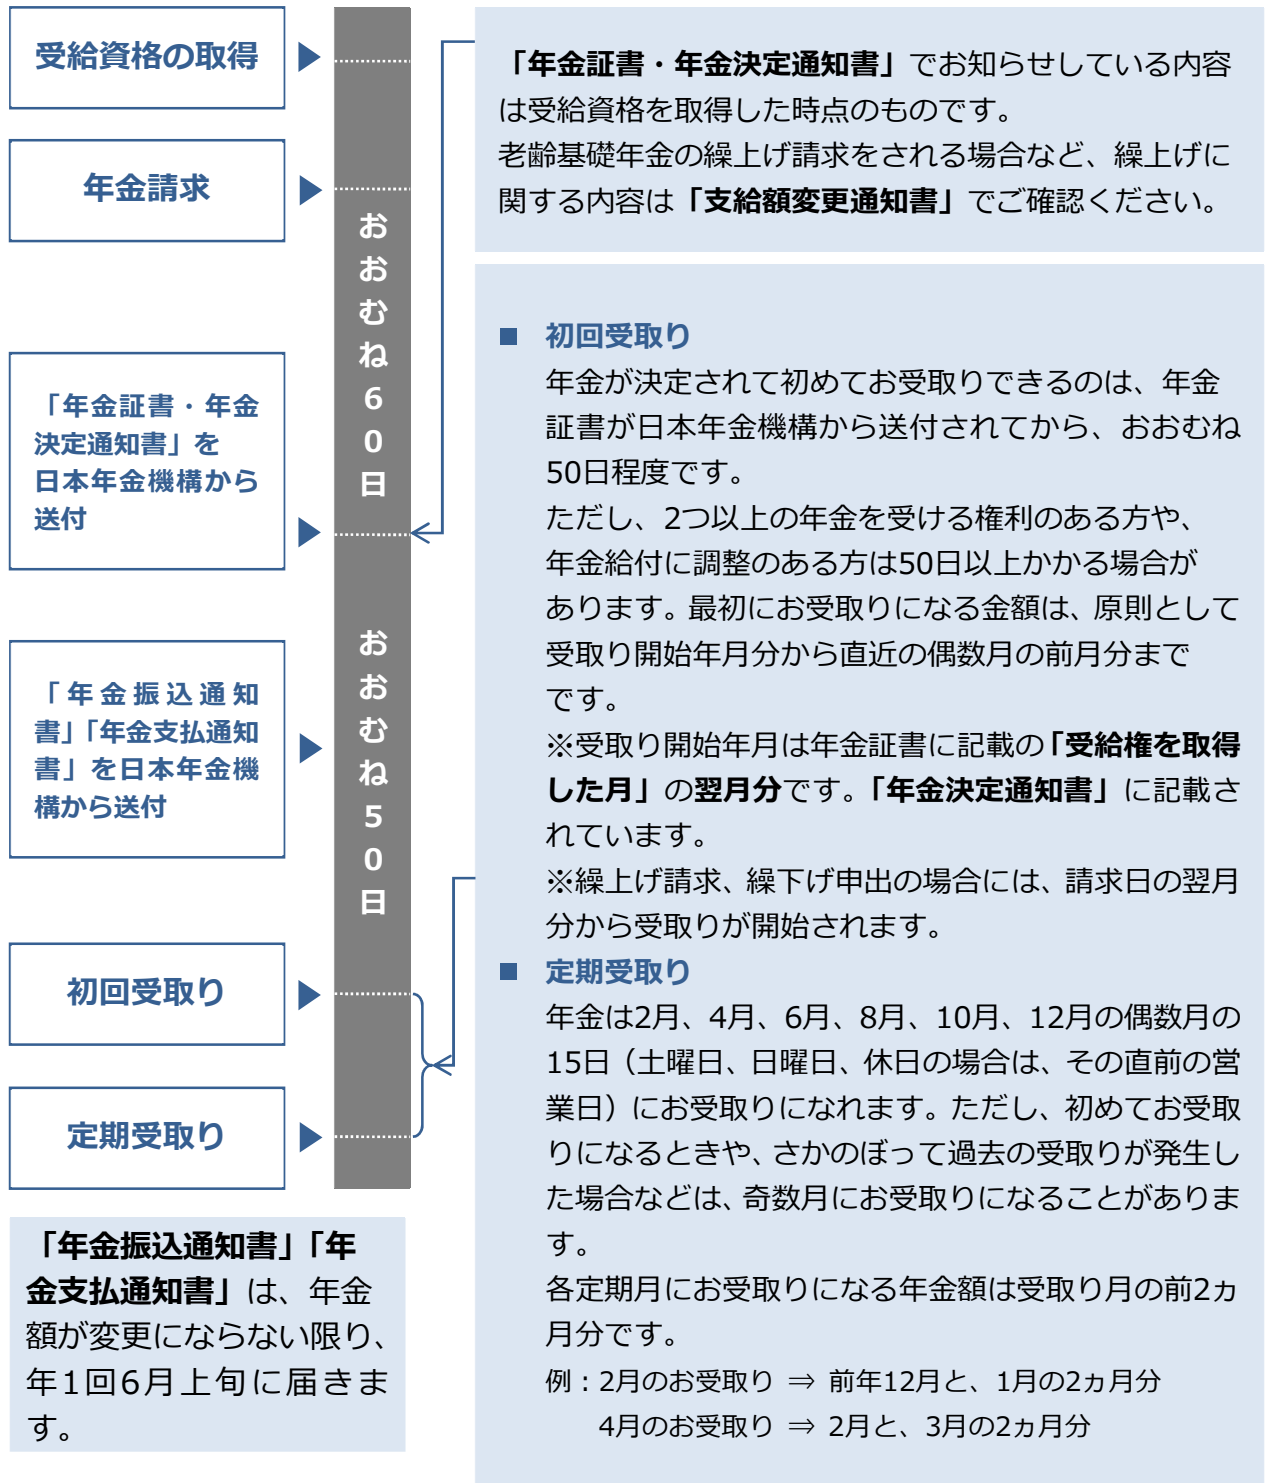 受給資格の取得
年金請求
「年金証書・年金
決定通知書」を
日本年金機構から
送付
「年金振込通知
書」「年金支払通知
書」を日本年金機
構から送付
初回受取り
定期受取り
おおむね60日
おおむね50日
「年金振込通知書」「年
金支払通知書」は、年金
額が変更にならない限り、
年1回6月上旬に届きま
す。
「年金証書・年金決定通知書」でお知らせしている内容
は受給資格を取得した時点のものです。
老齢基礎年金の繰上げ請求をされる場合など、繰上げに
関する内容は「支給額変更通知書」でご確認ください。
■ 初回受取り
年金が決定されて初めてお受取りできるのは、年金
証書が日本年金機構から送付されてから、おおむね
50日程度です。
ただし、2つ以上の年金を受ける権利のある方や、
年金給付に調整のある方は50日以上かかる場合が
あります。最初にお受取りになる金額は、原則として
受取り開始年月分から直近の偶数月の前月分まで
です。
※受取り開始年月は年金証書に記載の「受給権を取得
した月」の翌月分です。「年金決定通知書」に記載さ
れています。
※繰上げ請求、繰下げ申出の場合には、請求日の翌月
分から受取りが開始されます。
■ 定期受取り
年金は2月、4月、6月、8月、10月、12月の偶数月の
15日（土曜日、日曜日、休日の場合は、その直前の営
業日）にお受取りになれます。ただし、初めてお受取
りになるときや、さかのぼって過去の受取りが発生し
た場合などは、奇数月にお受取りになることがありま
す。
各定期月にお受取りになる年金額は受取り月の前2ヵ
月分です。
例：2月のお受取り ⇒ 前年12月と、1月の2ヵ月分
4月のお受取り ⇒ 2月と、3月の2ヵ月分